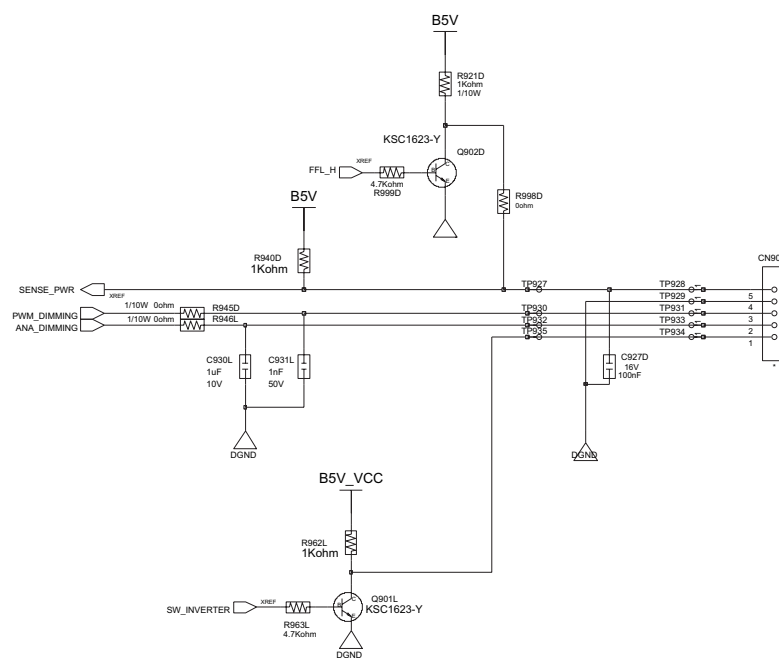 B5V
R921D
1Kohm
1/10W
KSC1623-Y
Q902D
XREF
FFL_H
B
C
E
4.7Kohm
R999D
R998D
0ohm
B5V
R940D
1Kohm
CN90
SENSE_PWR
XREF
TP927
TP928
1/10W 0ohm
R945D
TP929
5
PWM_DIMMING
TP930
TP931
4
1/10W 0ohm
R946L
ANA_DIMMING
TP932
TP933
3
TP935
TP934
2
1
C930L
1uF
10V
C931L
1nF
50V
C927D
16V
100nF
*
DGND
DGND
B5V_VCC
R962L
1Kohm
XREF
SW_INVERTER
R963L
4.7Kohm
B
C
E
Q901L
KSC1623-Y
DGND